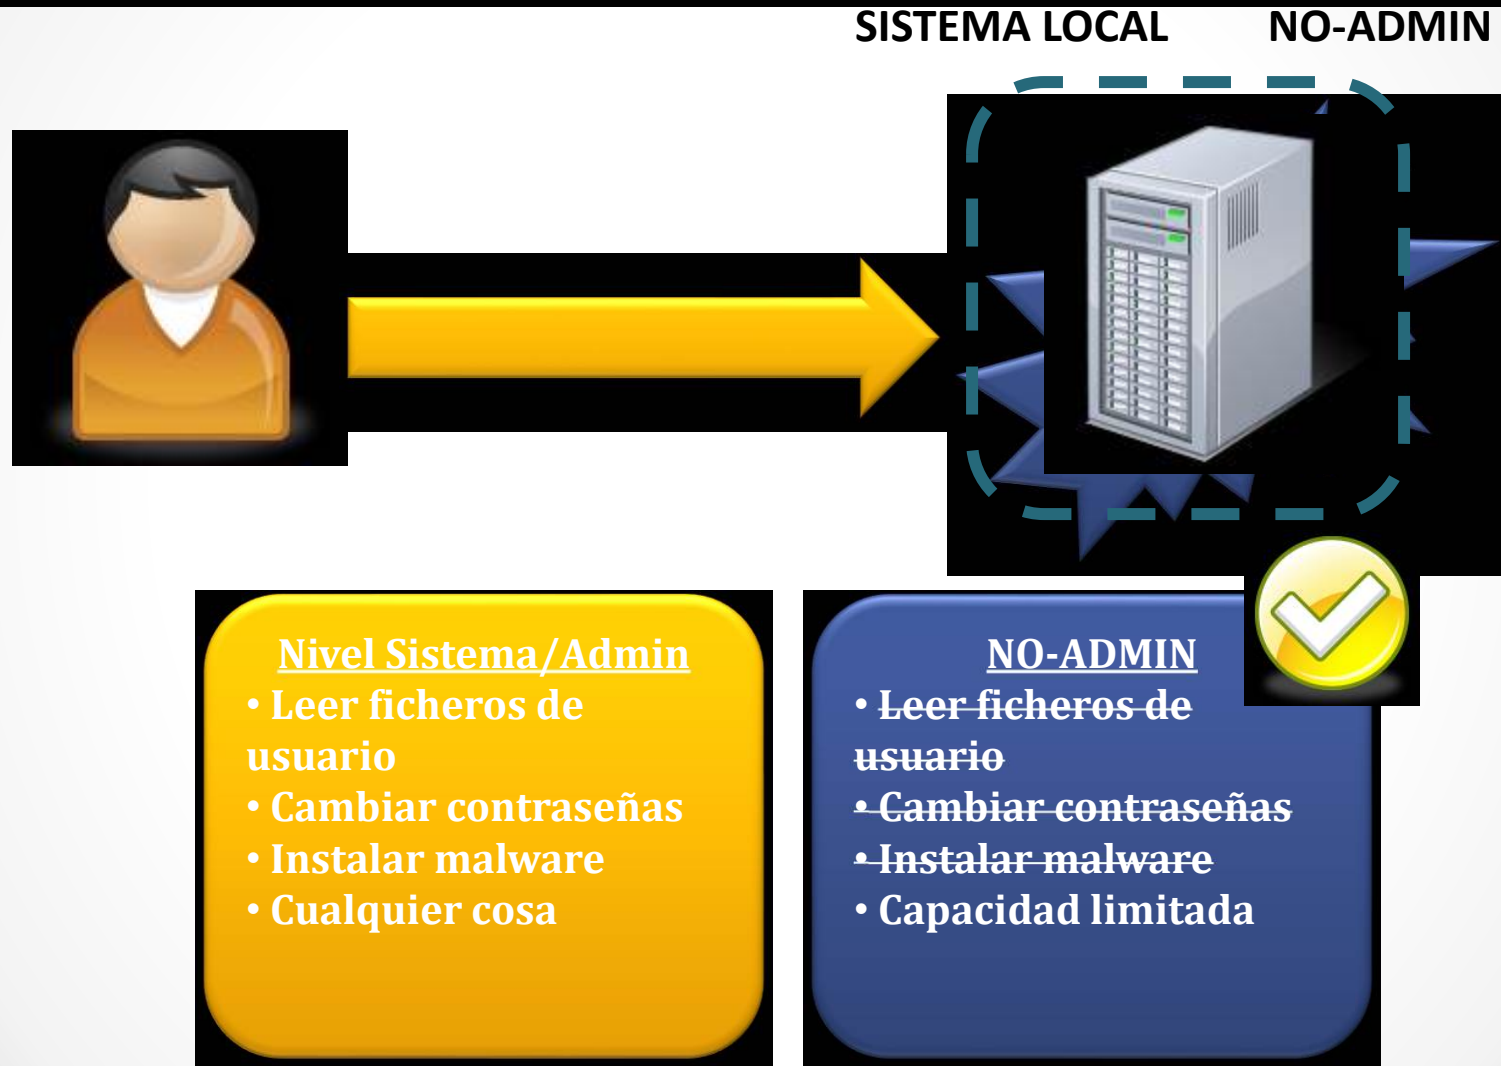 SISTEMA LOCAL NO-ADMIN
Nivel Sistema/Admin
• Leer ficheros de
usuario
• Cambiar contraseñas
• Instalar malware
• Cualquier cosa
NO-ADMIN
• Leer ficheros de
usuario
• Cambiar contraseñas
• Instalar malware
• Capacidad limitada